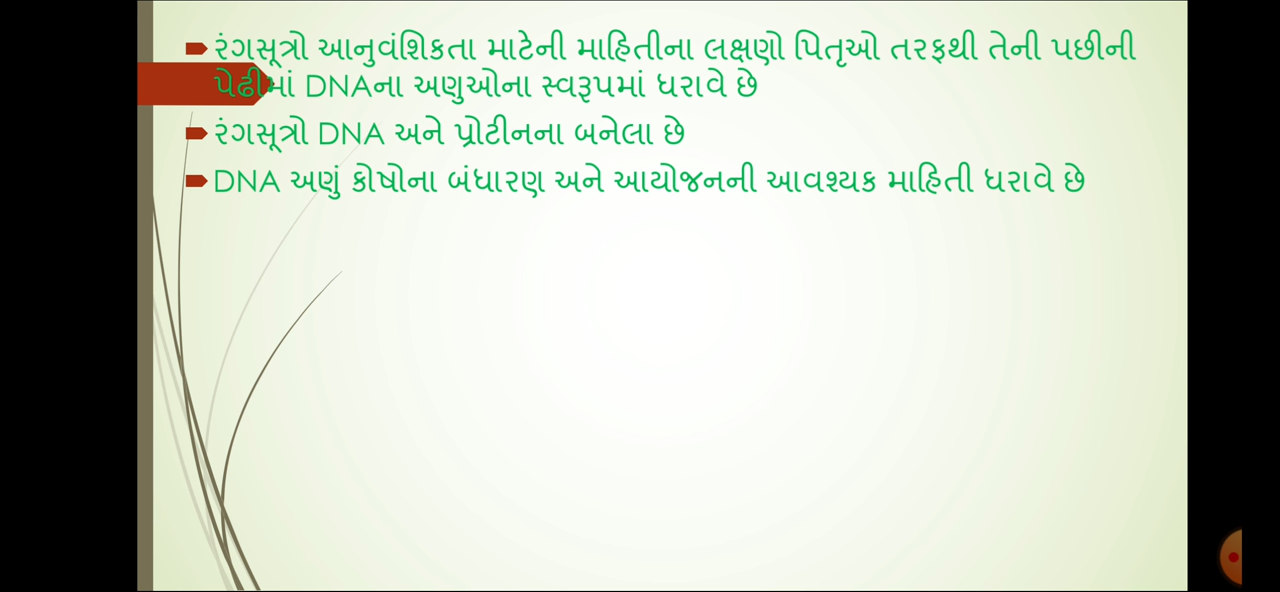 રંગસૂત્રો આનુવંશિકતા માટેની માહિતીના લક્ષણો પિતૃઓ તરફથી તેની પછીની
પેઢીમાં DNAના અણુઓના સ્વરૂપમાં ધરાવે છે
રંગસૂત્રો DNA અને પ્રોટીનના બનેલા છે
DNA અણું કોષોના બંધારણ અને આયોજનની આવશ્યક માહિતી ધરાવે છે